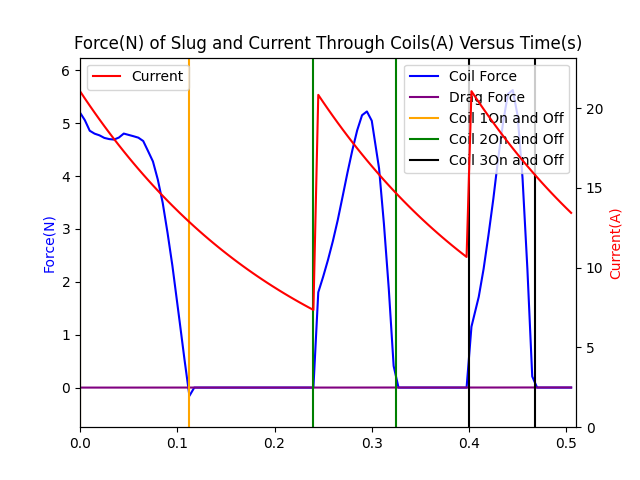 Force(N) of Slug and Current Through Coils(A) Versus Time(s)
Current
Coil Force
Drag Force
Coil 1On and Off
Coil 2On and Off
Coil 3On and Off
Force(N)
6
5
4
3
2
1
0
Current(A)
20
15
10
5
0
0.0 0.1 0.2 0.3 0.4 0.5